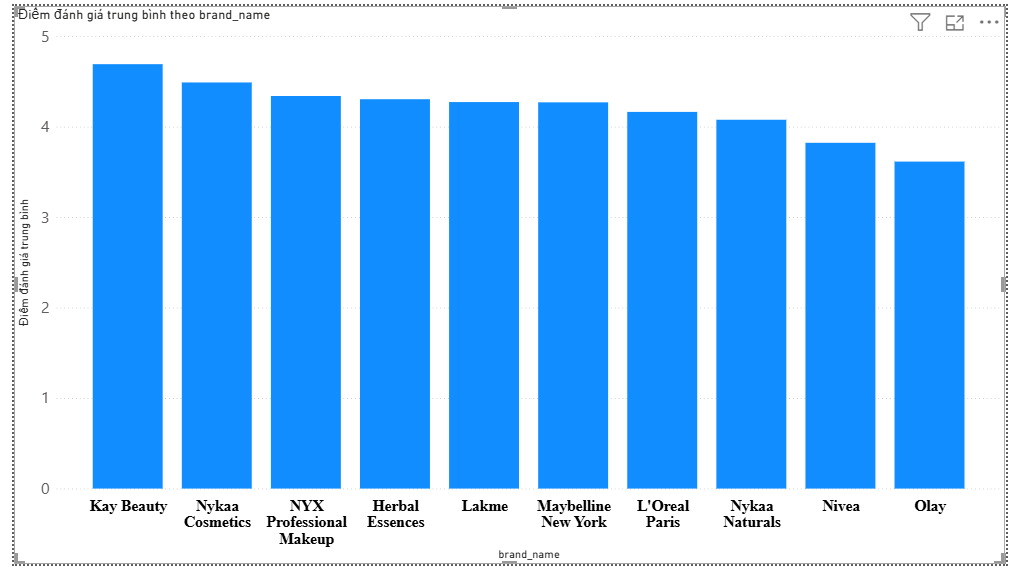 Điểm đánh giá trung bình theo brand_name
5
4
3
2
1
0
Điểm đánh giá trung bình
Kay Beauty
Nykaa
Cosmetics
NYX
Professional
Makeup
Herbal
Essences
Lakme
Maybelline
New York
L'Oreal
Paris
Nykaa
Naturals
Nivea
Olay
brand_name